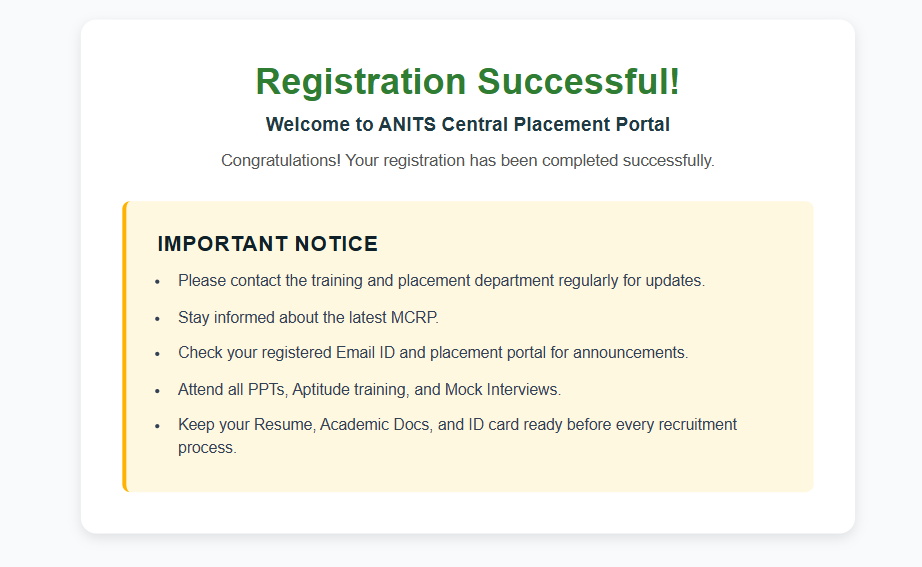 Registration Successful!
Welcome to ANITS Central Placement Portal
Congratulations! Your registration has been completed successfully.
IMPORTANT NOTICE
• Please contact the training and placement department regularly for updates.
• Stay informed about the latest MCRP.
• Check your registered Email ID and placement portal for announcements.
• Attend all PPTs, Aptitude training, and Mock Interviews.
• Keep your Resume, Academic Docs, and ID card ready before every recruitment
process.